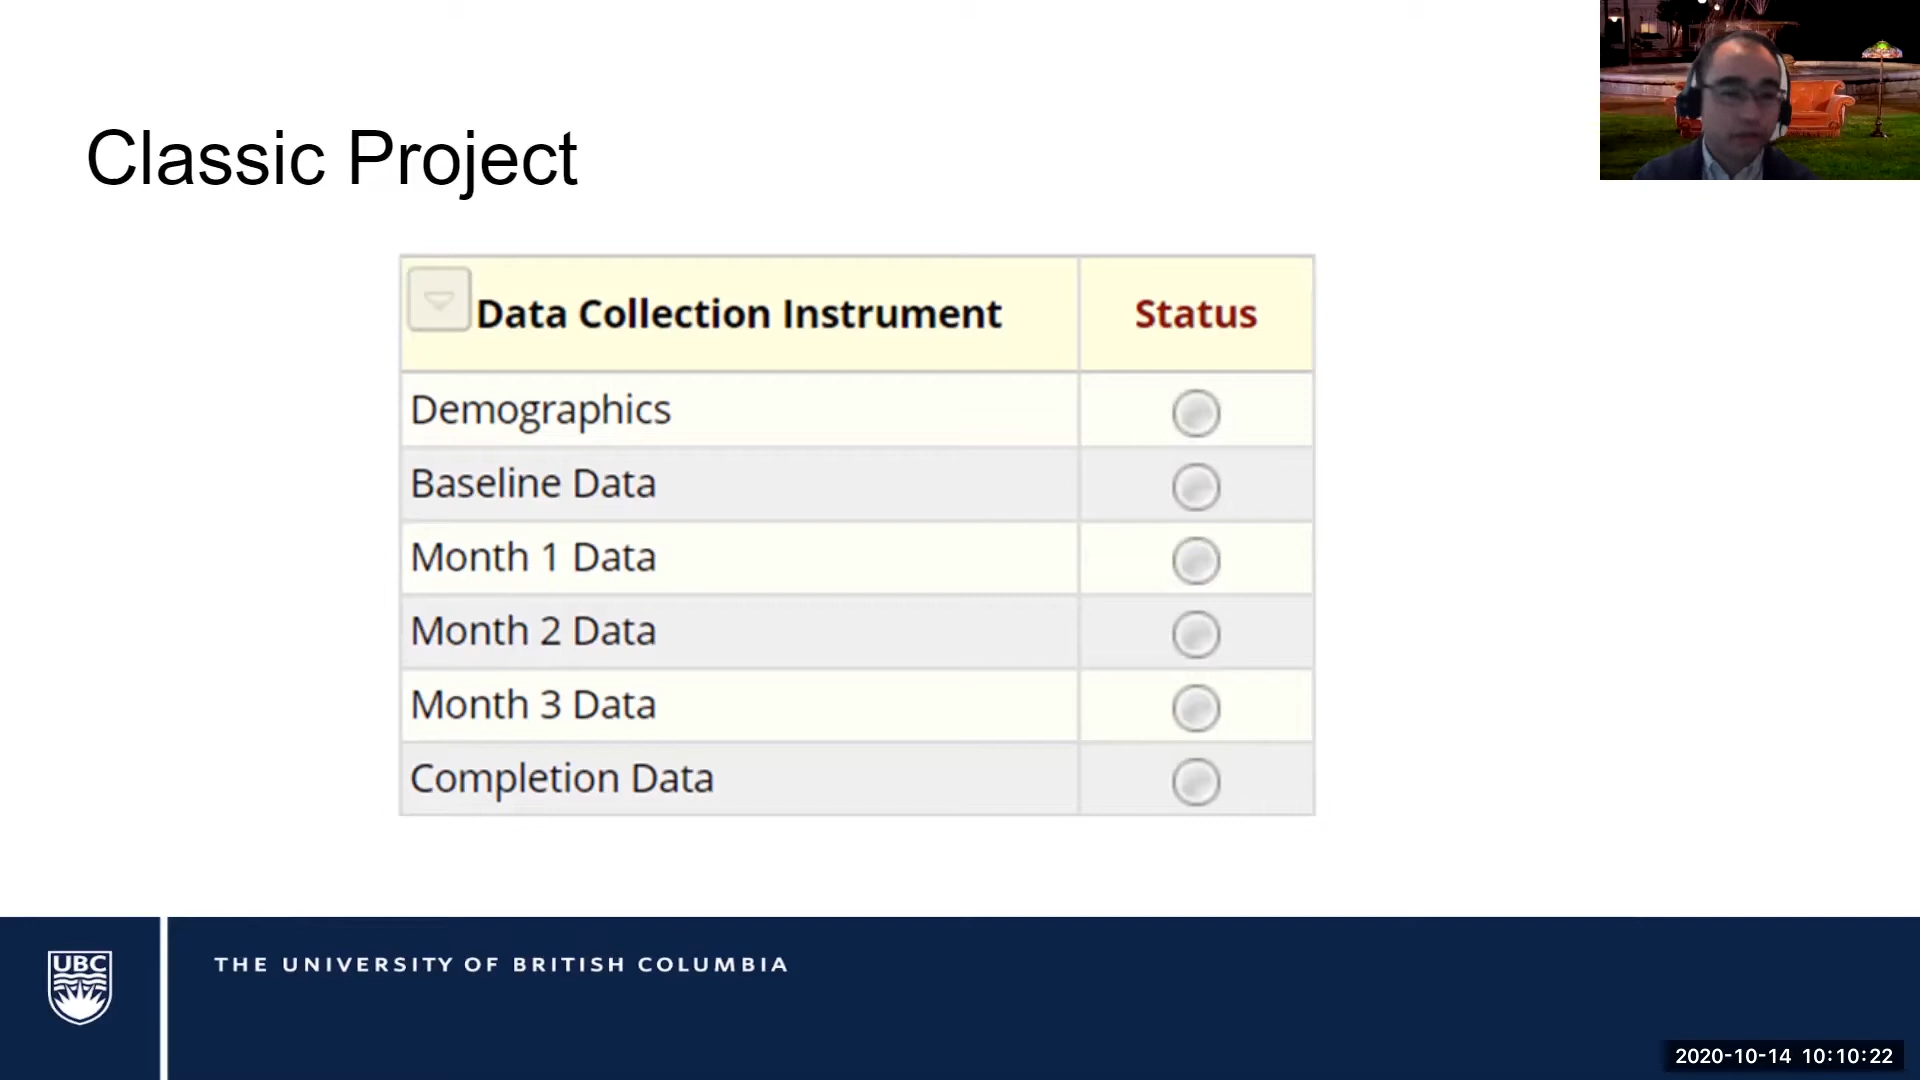 Classic Project
Data Collection Instrument Status
Demographics
Baseline Data
Month 1 Data
Month 2 Data
Month 3 Data
Completion Data
UBC
THE UNIVERSITY OF BRITISH COLUMBIA
2020-10-14 10:10:22